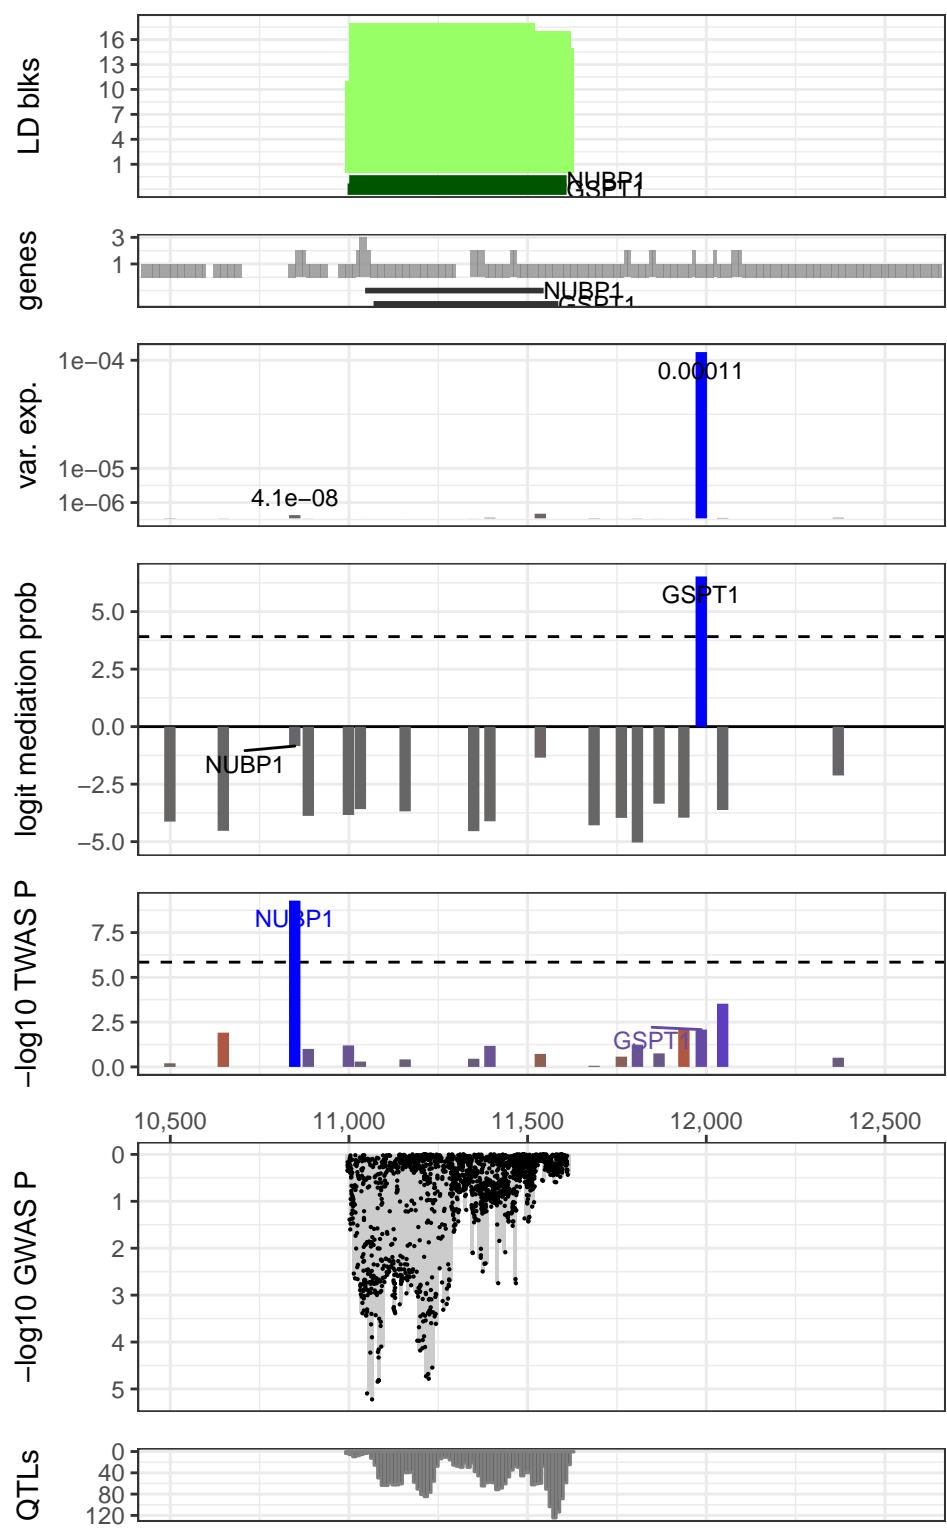 LD blks
16
13
10
7
4
1
NUBP1
GSPT1
genes
3
1
NUBP1
GSPT1
var. exp.
1e−04
1e−05
1e−06
0.00011
4.1e−08
logit mediation prob
5.0
2.5
0.0
−2.5
−5.0
GSPT1
NUBP1
−log10 TWAS P
7.5
5.0
2.5
0.0
NUBP1
GSPT1
10,500 11,000 11,500 12,000 12,500
−log10 GWAS P
0
1
2
3
4
5
QTLs
0
40
80
120